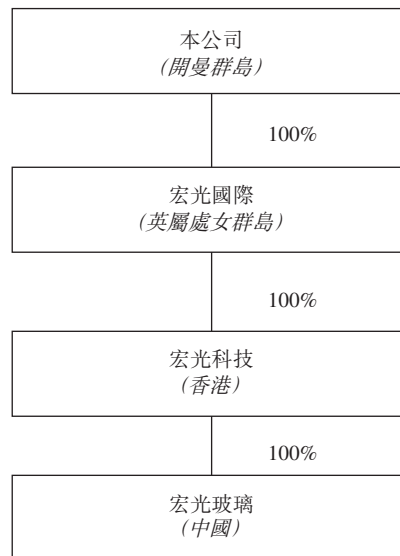 本公司
(開曼群島)
100%
宏光國際
(英屬處女群島)
100%
宏光科技
(香港)
100%
宏光玻璃
(中國)